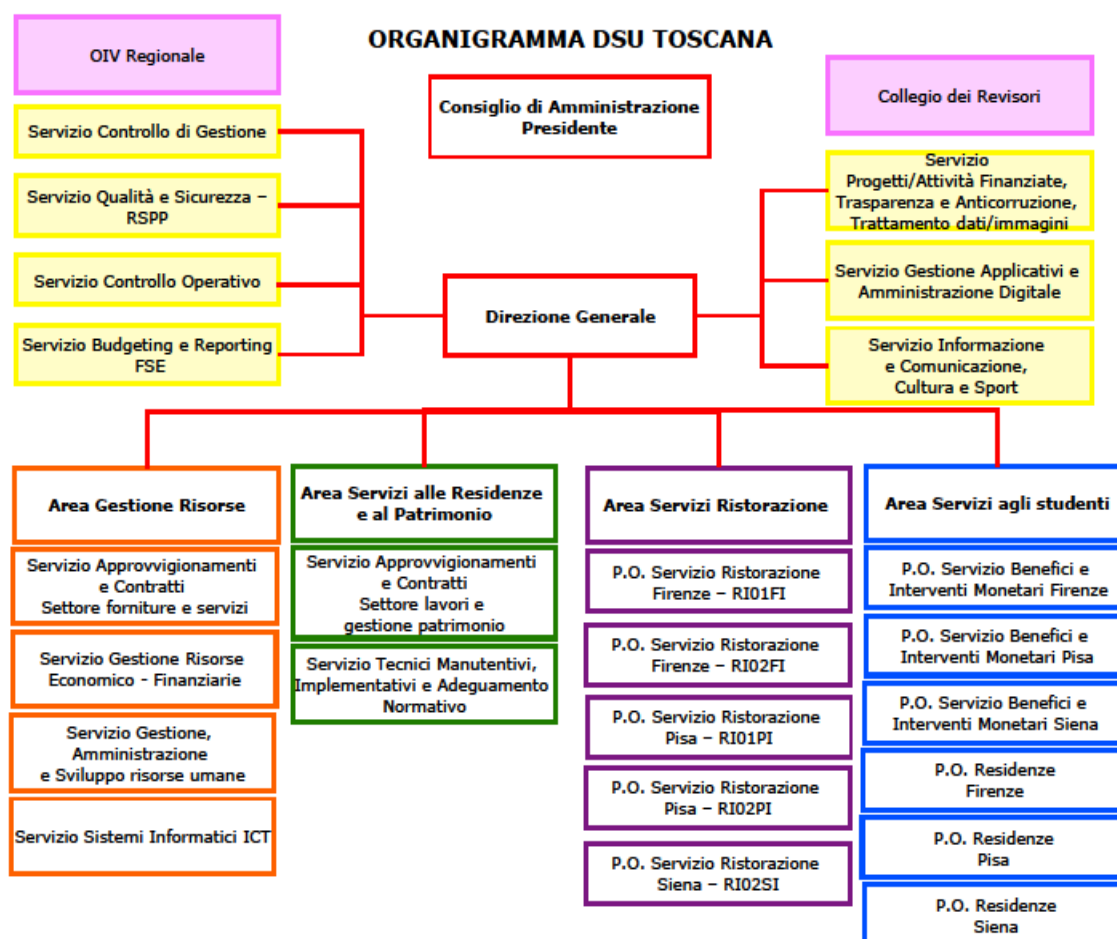 ORGANIGRAMMA DSU TOSCANA
OIV Regionale
Consiglio di Amministrazione
Presidente
Collegio dei Revisori
Servizio Controllo di Gestione
Servizio Qualità e Sicurezza –
RSPP
Servizio Controllo Operativo
Servizio Budgeting e Reporting
FSE
Direzione Generale
Servizio
Progetti/Attività Finanziate,
Trasparenza e Anticorruzione,
Trattamento dati/immagini
Servizio Gestione Applicativi e
Amministrazione Digitale
Servizio Informazione
e Comunicazione,
Cultura e Sport
Area Gestione Risorse
Servizio Approvvigionamenti
e Contratti
Settore forniture e servizi
Servizio Gestione Risorse
Economico - Finanziarie
Servizio Gestione,
Amministrazione
e Sviluppo risorse umane
Servizio Sistemi Informatici ICT
Area Servizi alle Residenze
e al Patrimonio
Servizio Approvvigionamenti
e Contratti
Settore lavori e
gestione patrimonio
Servizio Tecnici Manutentivi,
Implementativi e Adeguamento
Normativo
Area Servizi Ristorazione
P.O. Servizio Ristorazione
Firenze – RI01FI
P.O. Servizio Ristorazione
Firenze – RI02FI
P.O. Servizio Ristorazione
Pisa – RI01PI
P.O. Servizio Ristorazione
Pisa – RI02PI
P.O. Servizio Ristorazione
Siena – RI02SI
Area Servizi agli studenti
P.O. Servizio Benefici e
Interventi Monetari Firenze
P.O. Servizio Benefici e
Interventi Monetari Pisa
P.O. Servizio Benefici e
Interventi Monetari Siena
P.O. Residenze
Firenze
P.O. Residenze
Pisa
P.O. Residenze
Siena